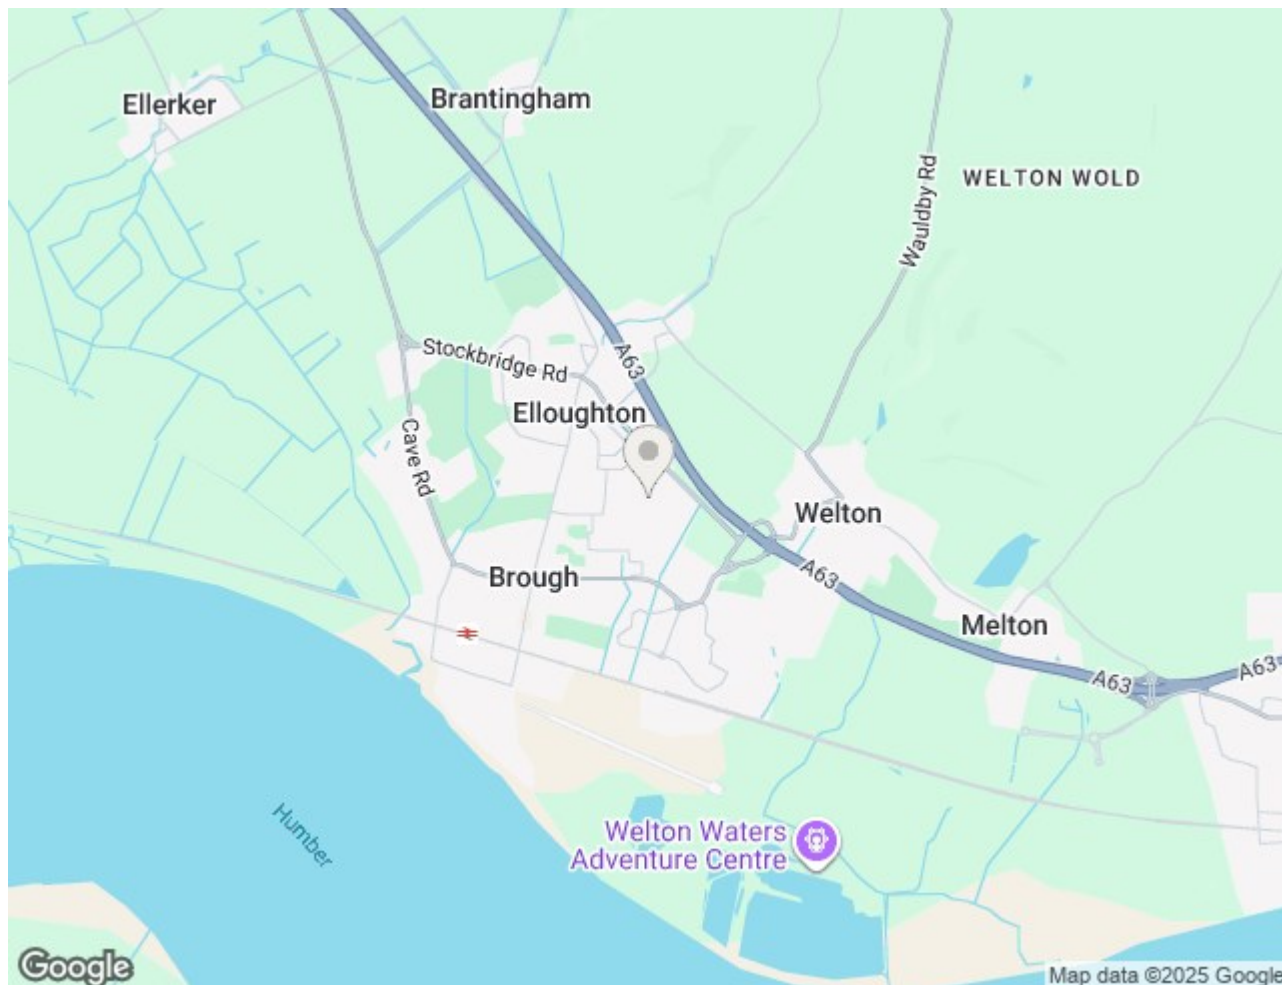 Ellerker
Brantingham
WELTON WOLD
Wauldby Rd
Stockbridge Rd
A63
Elloughton
Cave Rd
Welton
Brough
A63
Melton
A63
A63
Humber
Welton Waters
Adventure Centre
Google
Map data ©2025 Google